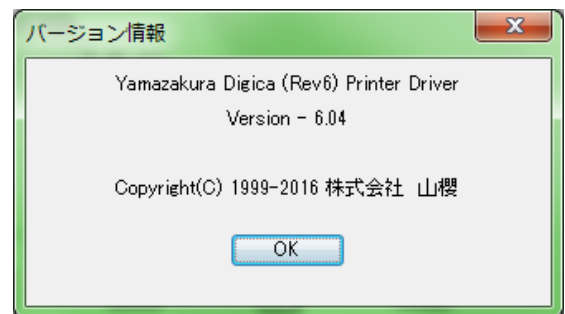 バージョン情報
Yamazakura Digica (Rev6) Printer Driver
Version - 6.04
Copyright(C) 1999-2016 株式会社　山櫻
OK